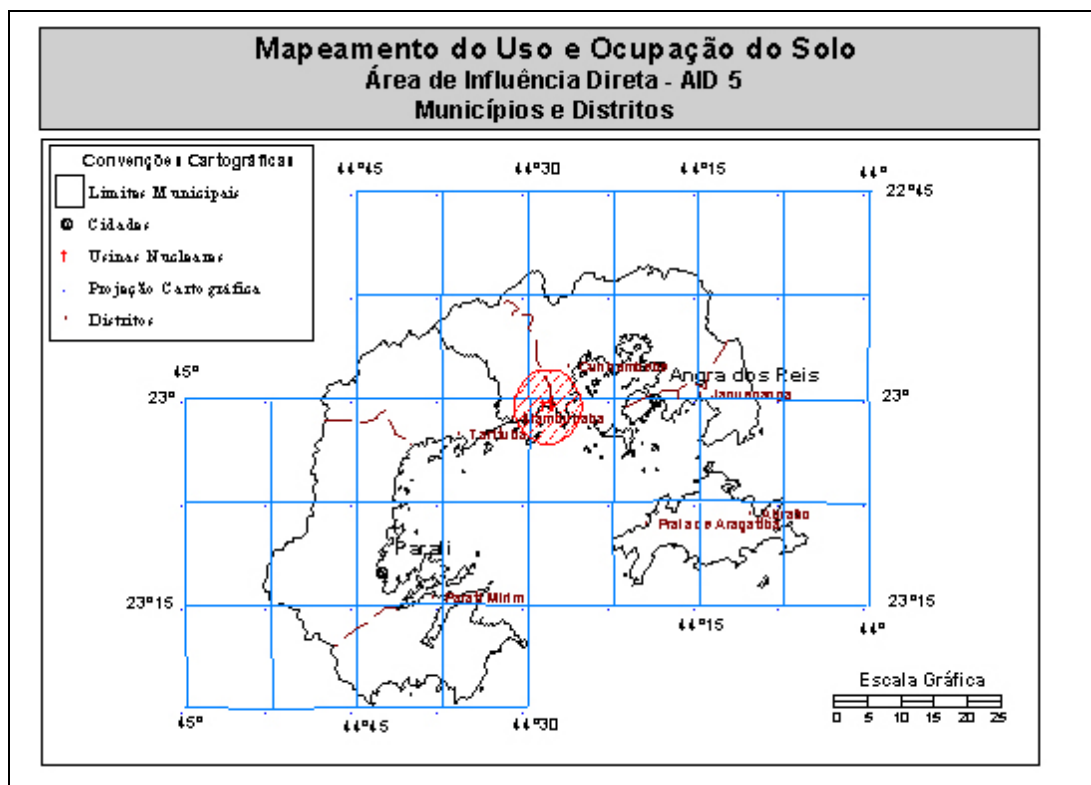 Mapeamento do Uso e Ocupação do Solo
Área de Influência Direta - AID 5
Municípios e Distritos
Convenções Cartográficas
Limites Municipais
Cidades
Usinas Nucleares
Projeção Cartográfica
Distritos
44°45
44°30
44°15
44°
22°45
Angra dos Reis
45°
23°
23°
Tarituba
Praia de Araçatiba
Abraão
Parati
Parati Mirim
23°15
23°15
44°15
44°
45°
44°45
44°30
Escala Gráfica
0 5 10 15 20 25